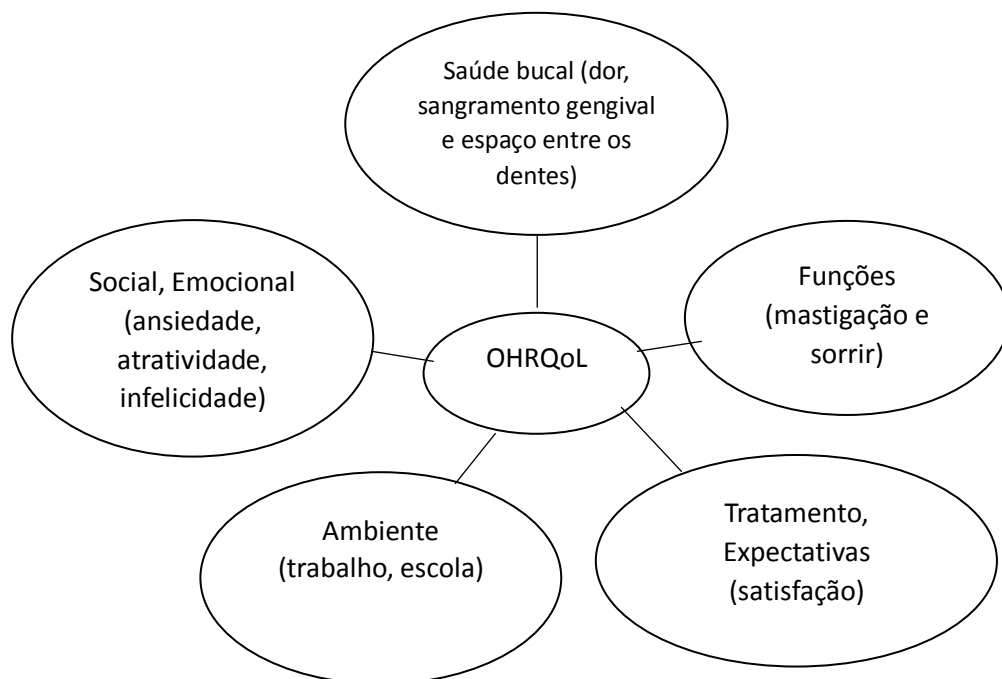 Saúde bucal (dor,
sangramento gengival
e espaço entre os
dentes)
Social, Emocional
(ansiedade,
atratividade,
infelicidade)
Funções
(mastigação e
sorrir)
OHRQoL
Ambiente
(trabalho, escola)
Tratamento,
Expectativas
(satisfação)